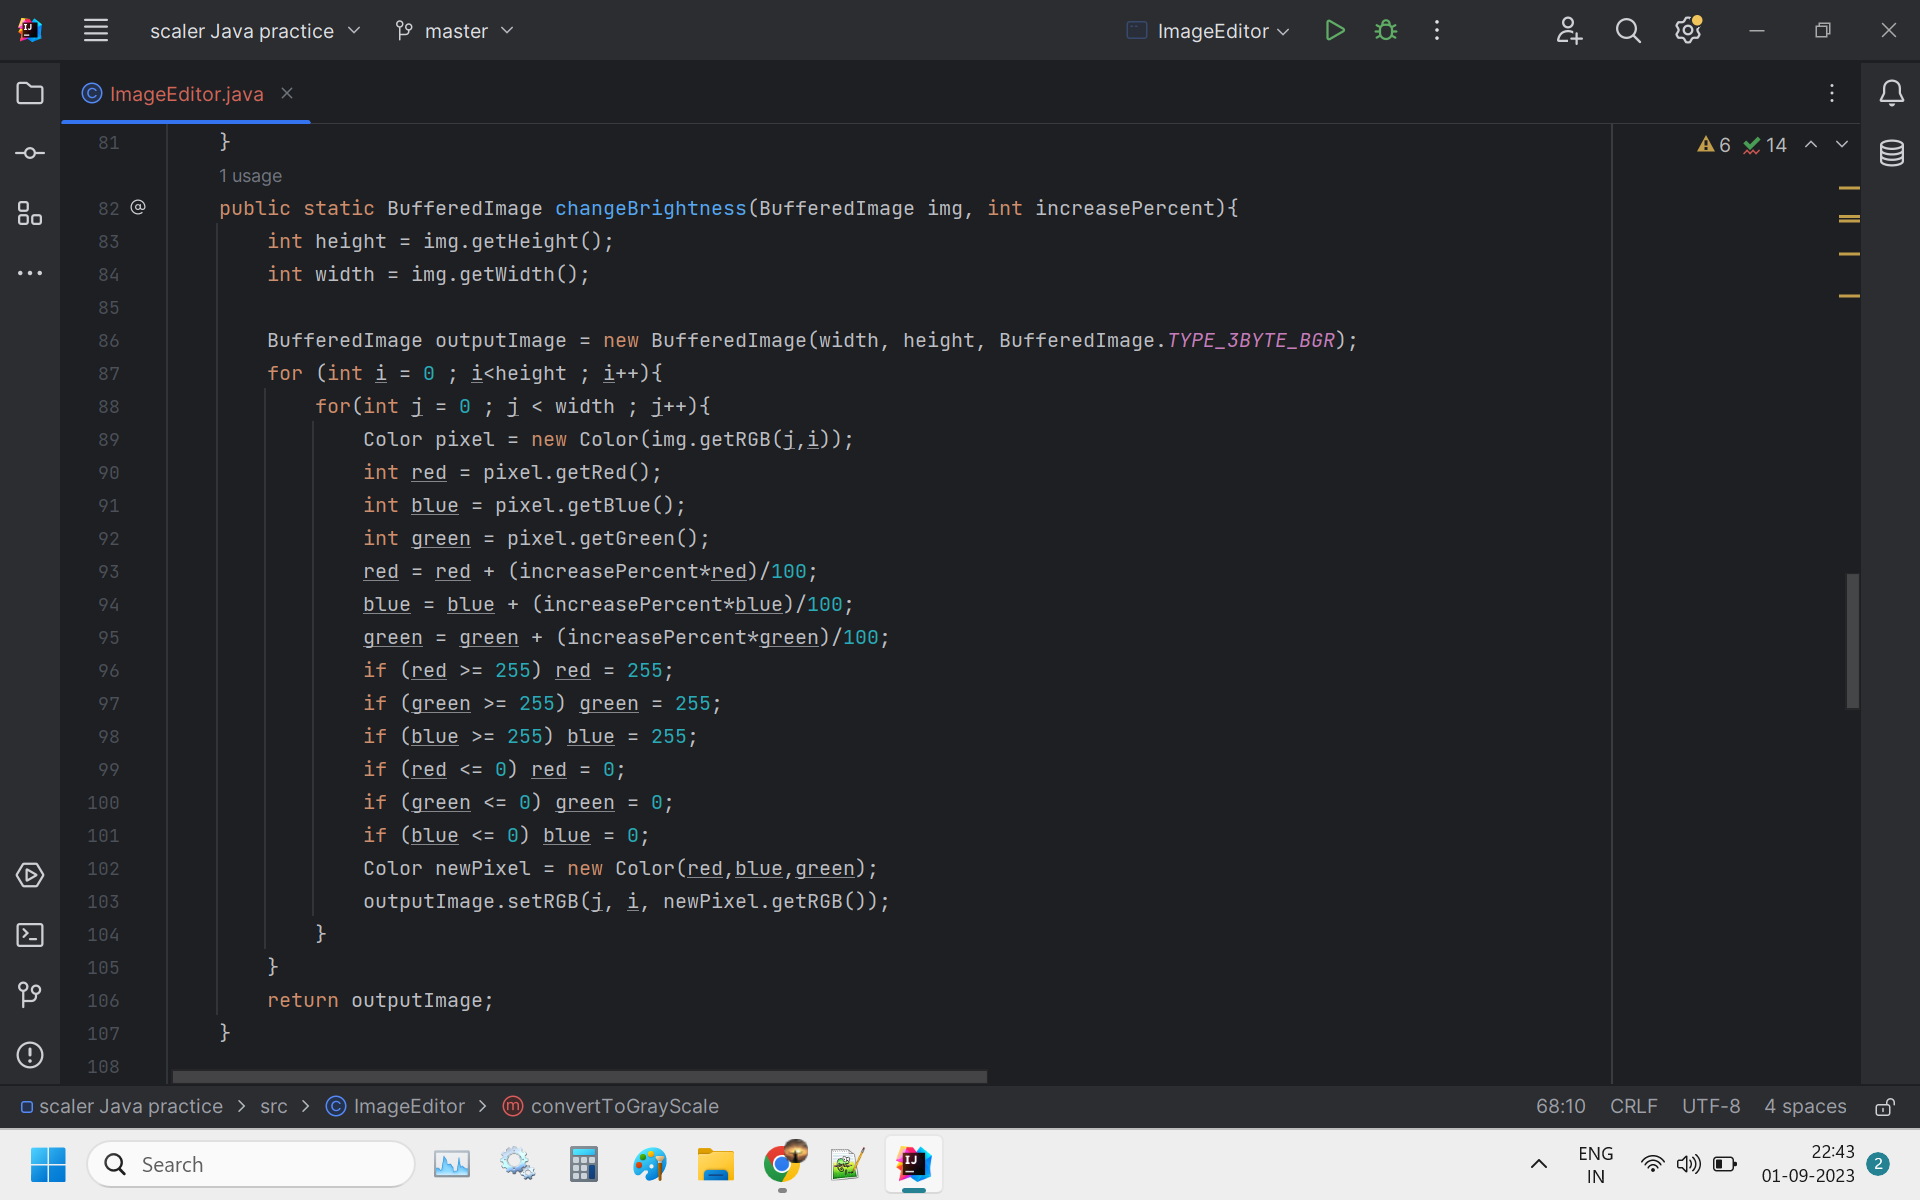 scaler Java practice master ImageEditor
ImageEditor.java
81 }
1 usage
82 @ public static BufferedImage changeBrightness(BufferedImage img, int increasePercent){
83 int height = img.getHeight();
84 int width = img.getWidth();
85
86 BufferedImage outputImage = new BufferedImage(width, height, BufferedImage.TYPE_3BYTE_BGR);
87 for (int i = 0 ; i<height ; i++){
88 for(int j = 0 ; j < width ; j++){
89 Color pixel = new Color(img.getRGB(j,i));
90 int red = pixel.getRed();
91 int blue = pixel.getBlue();
92 int green = pixel.getGreen();
93 red = red + (increasePercent*red)/100;
94 blue = blue + (increasePercent*blue)/100;
95 green = green + (increasePercent*green)/100;
96 if (red >= 255) red = 255;
97 if (green >= 255) green = 255;
98 if (blue >= 255) blue = 255;
99 if (red <= 0) red = 0;
100 if (green <= 0) green = 0;
101 if (blue <= 0) blue = 0;
102 Color newPixel = new Color(red,blue,green);
103 outputImage.setRGB(j, i, newPixel.getRGB());
104 }
105 }
106 return outputImage;
107 }
108
6 14
scaler Java practice > src > ImageEditor > convertToGrayScale 68:10 CRLF UTF-8 4 spaces
Search
ENG
IN
22:43
01-09-2023
2